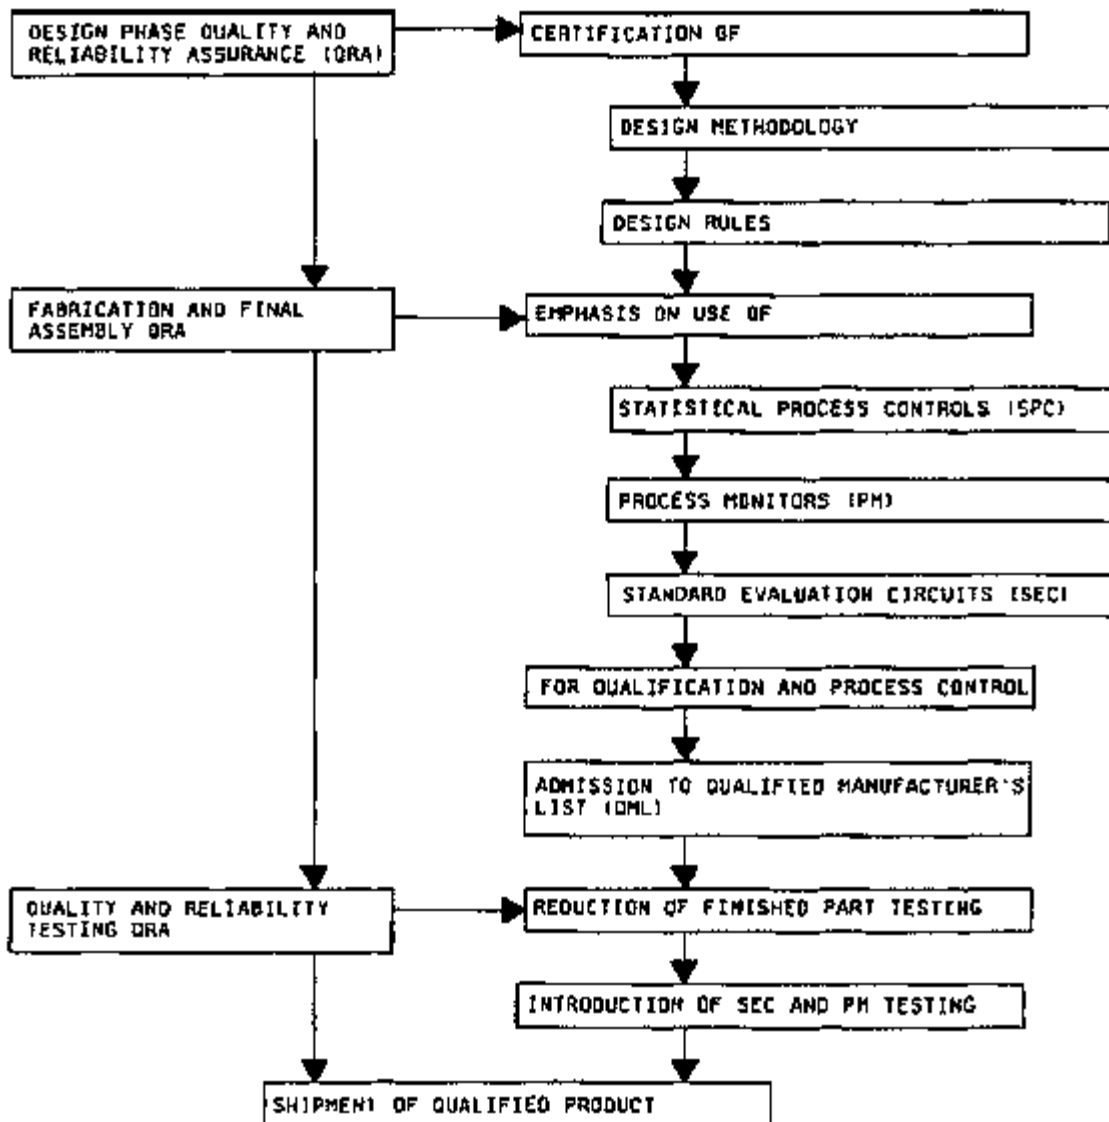 DESIGN PHASE QUALITY AND
RELIABILITY ASSURANCE (QRA)
CERTIFICATION OF
DESIGN METHODOLOGY
DESIGN RULES
FABRICATION AND FINAL
ASSEMBLY QRA
EMPHASIS ON USE OF
STATISTICAL PROCESS CONTROLS (SPC)
PROCESS MONITORS (PM)
STANDARD EVALUATION CIRCUITS (SEC)
FOR QUALIFICATION AND PROCESS CONTROL
ADMISSION TO QUALIFIED MANUFACTURER'S
LIST (QML)
QUALITY AND RELIABILITY
TESTING QRA
REDUCTION OF FINISHED PART TESTING
INTRODUCTION OF SEC AND PM TESTING
SHIPMENT OF QUALIFIED PRODUCT